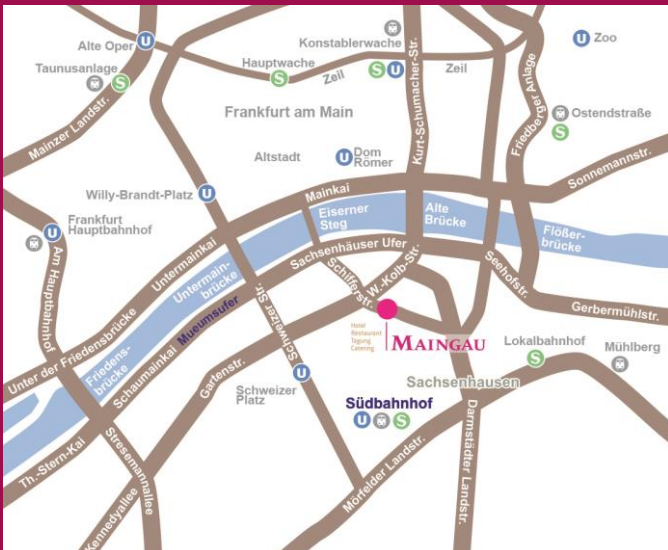 Alte Oper
U
Taunusanlage
S
Mainzer Landstr.
Hauptwache
S
Zeil
Konstablerwache
S U
Zeil
Kurt-Schumacher-Str.
U Zoo
Friedberger Anlage
Ostendstraße
S
Sonnemannstr.
Frankfurt am Main
Altstadt
U Dom
Römer
Willy-Brandt-Platz
U
Mainkai
Eiserner
Steg
Alte
Brücke
Flößer-
brücke
U
Frankfurt
Hauptbahnhof
Am Hauptbahnhof
Untermainkai
Untermain-
brücke
Sachsenhäuser Ufer
Schifferstr.
W.-Kolb-Str.
Seehofstr.
Gerbermühlstr.
Unter der Friedensbrücke
Friedens-
brücke
Schaumainkai
Mueumsufer
Schweizer Str.
Gartenstr.
Hotel
Restaurant
Tagung
Catering
MAINGAU
Lokalbahnhof
S
Mühlberg
Sachsenhausen
U
Schweizer
Platz
Südbahnhof
U S
Th.-Stern-Kai
Stresemannallee
Kennedyallee
Mörfelder Landstr.
Darmstädter Landstr.